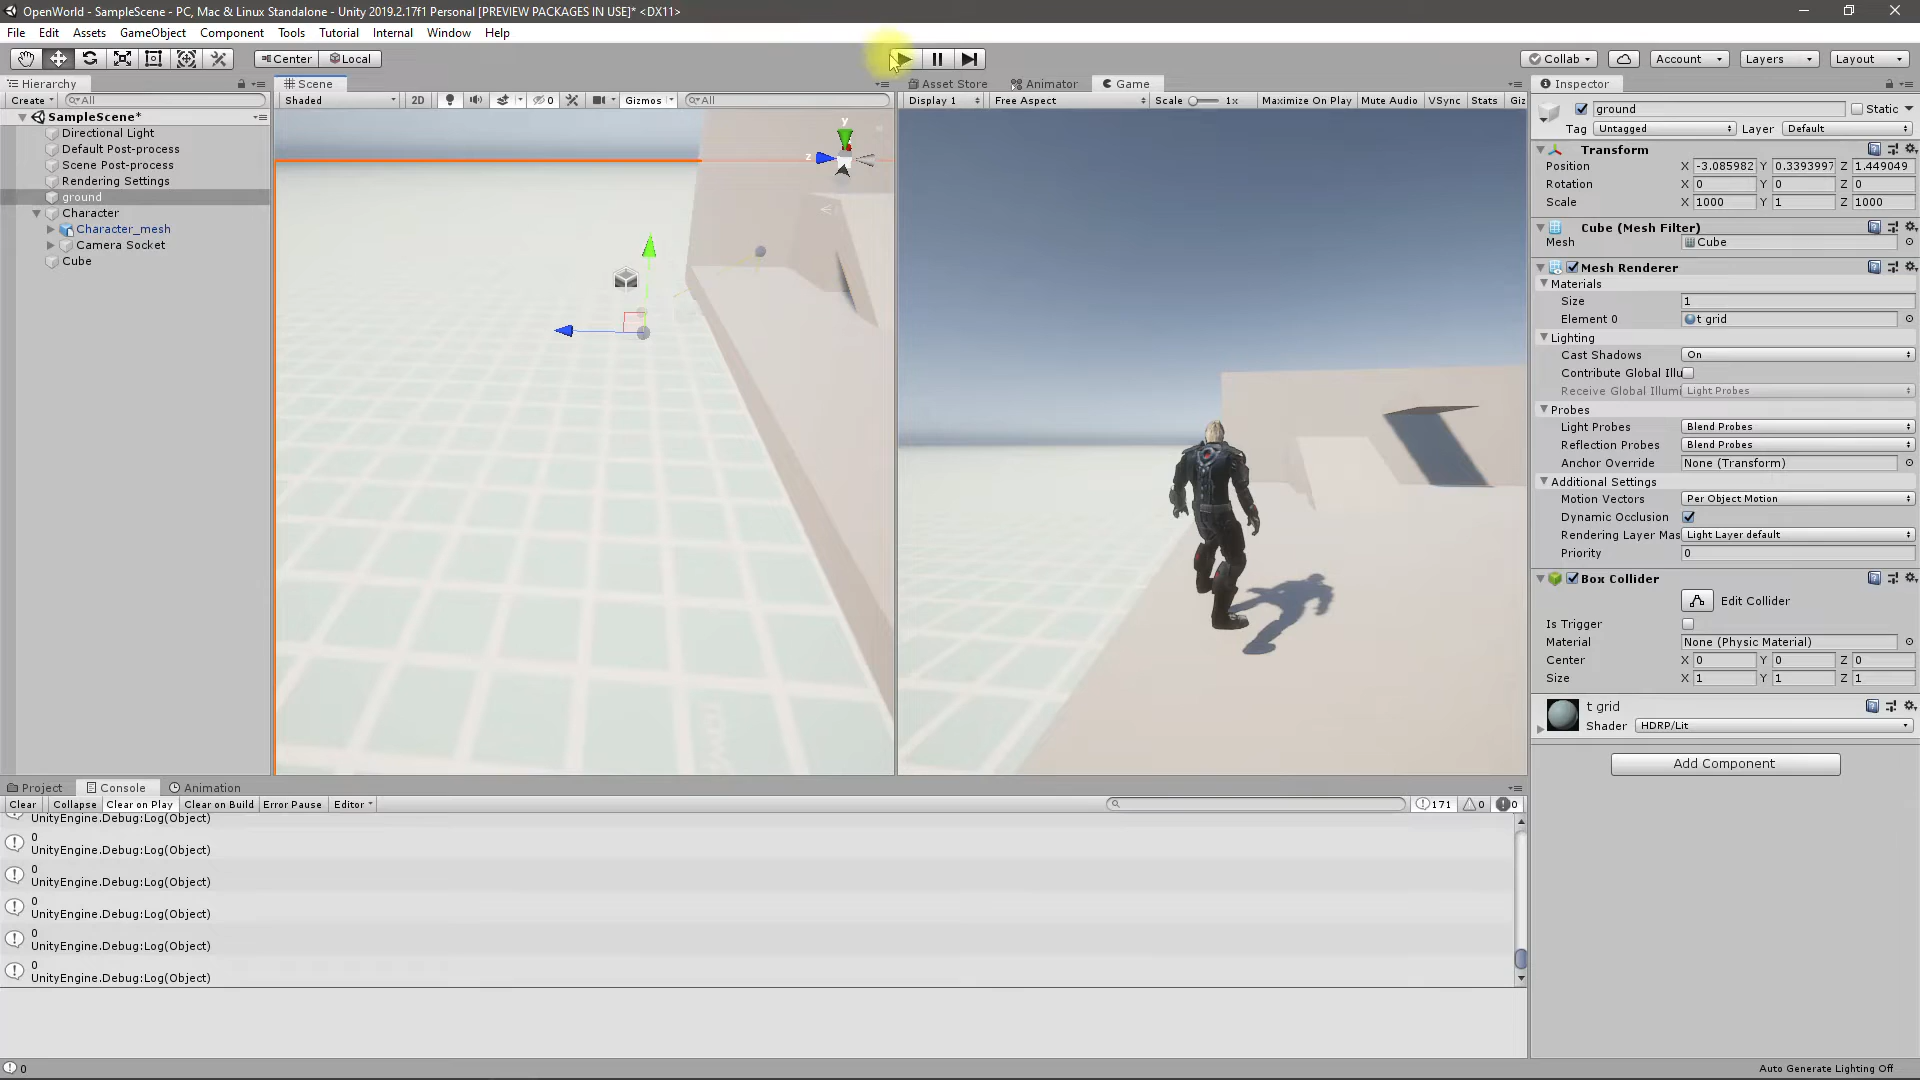 OpenWorld - SampleScene - PC, Mac & Linux Standalone - Unity 2019.2.17f1 Personal [PREVIEW PACKAGES IN USE]* <DX11>
File Edit Assets GameObject Component Tools Tutorial Internal Window Help
Center Local Collab Account Layers Layout
Hierarchy
Create All
SampleScene*
Directional Light
Default Post-process
Scene Post-process
Rendering Settings
ground
Character
Character_mesh
Camera Socket
Cube
Scene
Shaded 2D 0 Gizmos All
y
z
Asset Store Animator Game
Display 1 Free Aspect Scale 1x Maximize On Play Mute Audio VSync Stats Giz
Inspector
ground Static
Tag Untagged Layer Default
Transform
Position X -3.085982 Y 0.3393997 Z 1.449049
Rotation X 0 Y 0 Z 0
Scale X 1000 Y 1 Z 1000
Cube (Mesh Filter)
Mesh Cube
Mesh Renderer
Materials
Size 1
Element 0 t grid
Lighting
Cast Shadows On
Contribute Global Illu
Receive Global Illumi Light Probes
Probes
Light Probes Blend Probes
Reflection Probes Blend Probes
Anchor Override None (Transform)
Additional Settings
Motion Vectors Per Object Motion
Dynamic Occlusion
Rendering Layer Mas Light Layer default
Priority 0
Box Collider
Edit Collider
Is Trigger
Material None (Physic Material)
Center X 0 Y 0 Z 0
Size X 1 Y 1 Z 1
t grid
Shader HDRP/Lit
Add Component
Project Console Animation
Clear Collapse Clear on Play Clear on Build Error Pause Editor 171 0 0
UnityEngine.Debug:Log(Object)
0
UnityEngine.Debug:Log(Object)
0
UnityEngine.Debug:Log(Object)
0
UnityEngine.Debug:Log(Object)
0
UnityEngine.Debug:Log(Object)
0
UnityEngine.Debug:Log(Object)
0
Auto Generate Lighting Off